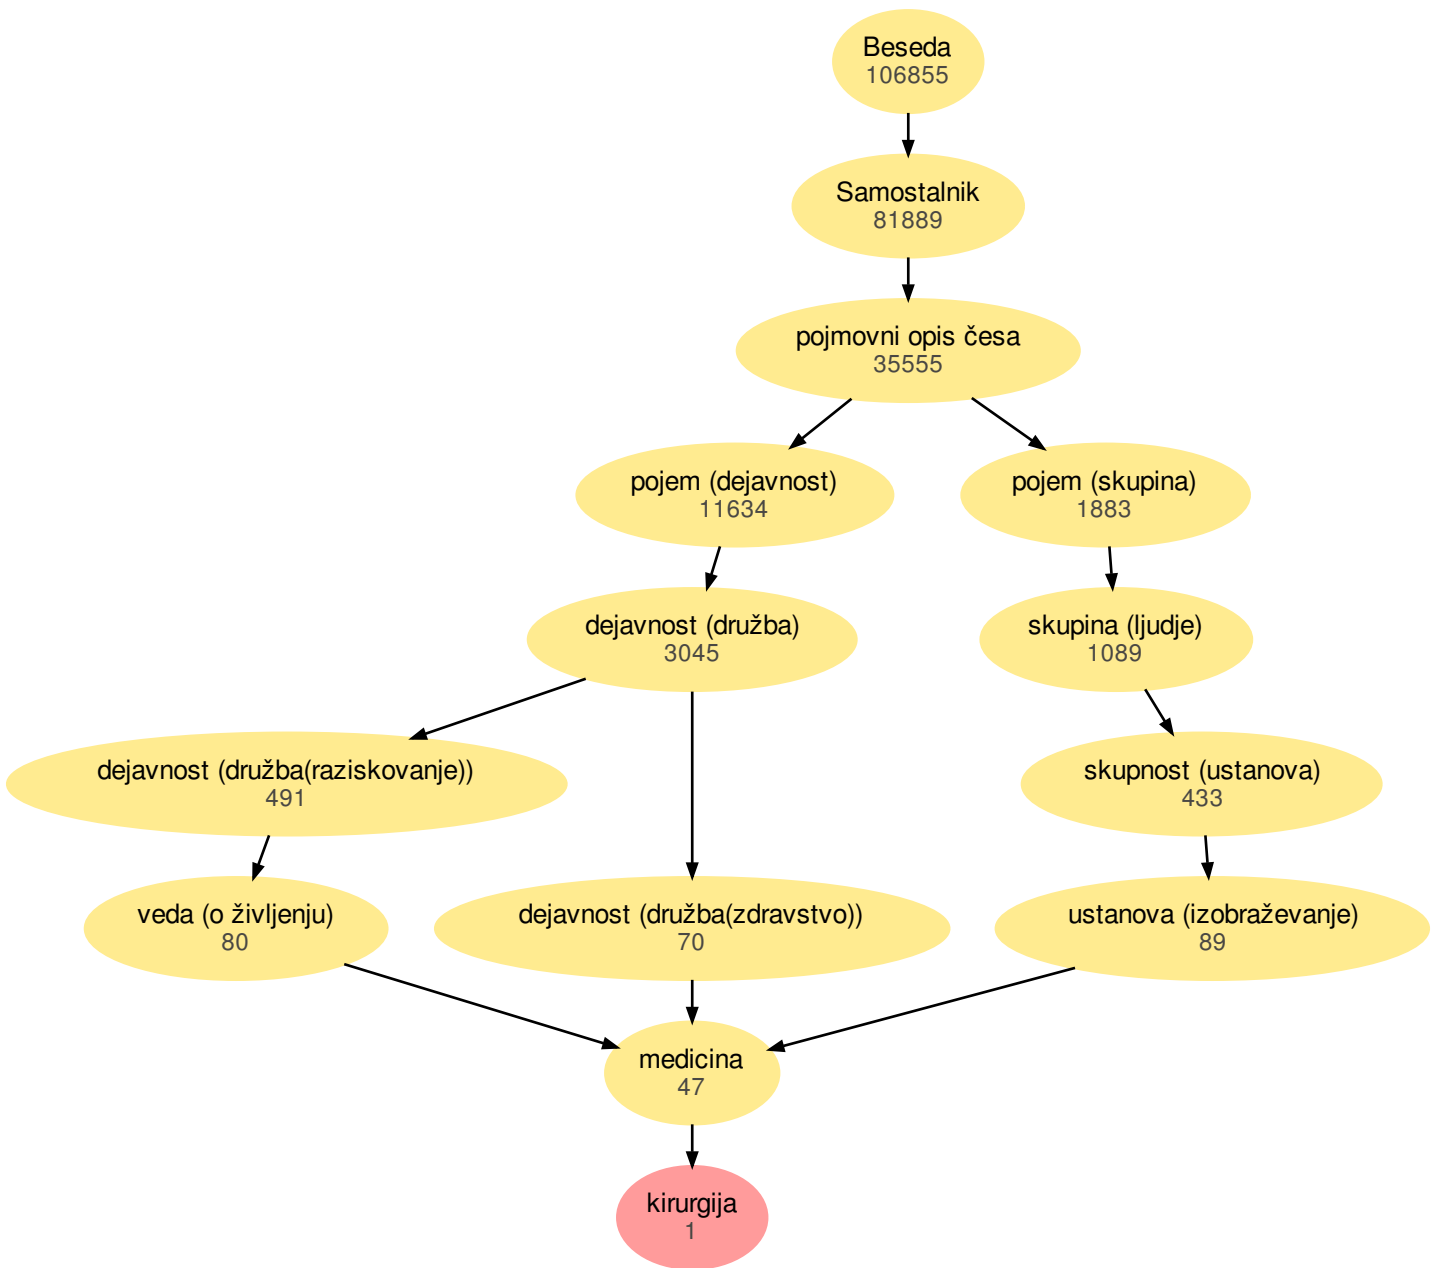 Beseda
106855
Samostalnik
81889
pojmovni opis česa
35555
pojem (dejavnost)
11634
pojem (skupina)
1883
dejavnost (družba)
3045
skupina (ljudje)
1089
dejavnost (družba(raziskovanje))
491
skupnost (ustanova)
433
veda (o življenju)
80
dejavnost (družba(zdravstvo))
70
ustanova (izobraževanje)
89
medicina
47
kirurgija
1